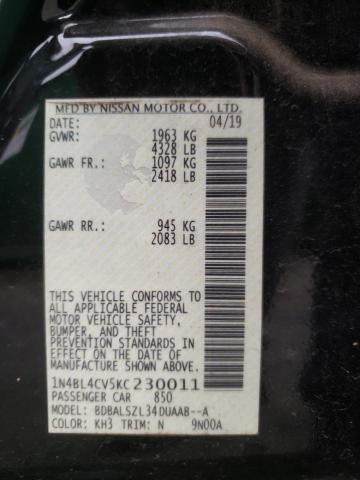 MFD BY NISSAN MOTOR CO., LTD.
DATE: 04/19
GVWR: 1963 KG
4328 LB
GAWR FR.: 1097 KG
2418 LB
GAWR RR.: 945 KG
2083 LB
THIS VEHICLE CONFORMS TO
ALL APPLICABLE FEDERAL
MOTOR VEHICLE SAFETY,
BUMPER, AND THEFT
PREVENTION STANDARDS IN
EFFECT ON THE DATE OF
MANUFACTURE SHOWN ABOVE.
1N4BL4CV5KC230011
PASSENGER CAR 850
MODEL: BDBALSZL34DUAAB--A
COLOR: KH3 TRIM: N 9N00A